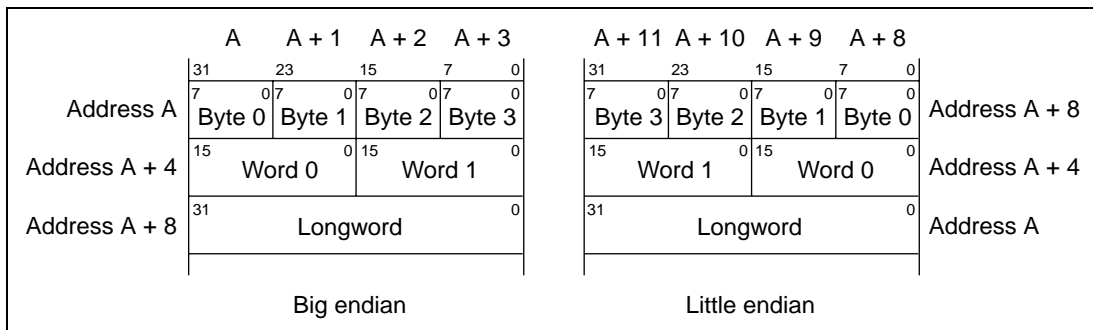 A A + 1 A + 2 A + 3 A + 11 A + 10 A + 9 A + 8
31 23 15 7 0 31 23 15 7 0
7 0 7 0 7 0 7 0 7 0 7 0 7 0 7 0
Address A Byte 0 Byte 1 Byte 2 Byte 3 Byte 3 Byte 2 Byte 1 Byte 0 Address A + 8
15 0 15 0 15 0 15 0
Address A + 4 Word 0 Word 1 Word 1 Word 0 Address A + 4
31 0 31 0
Address A + 8 Longword Longword Address A
Big endian Little endian